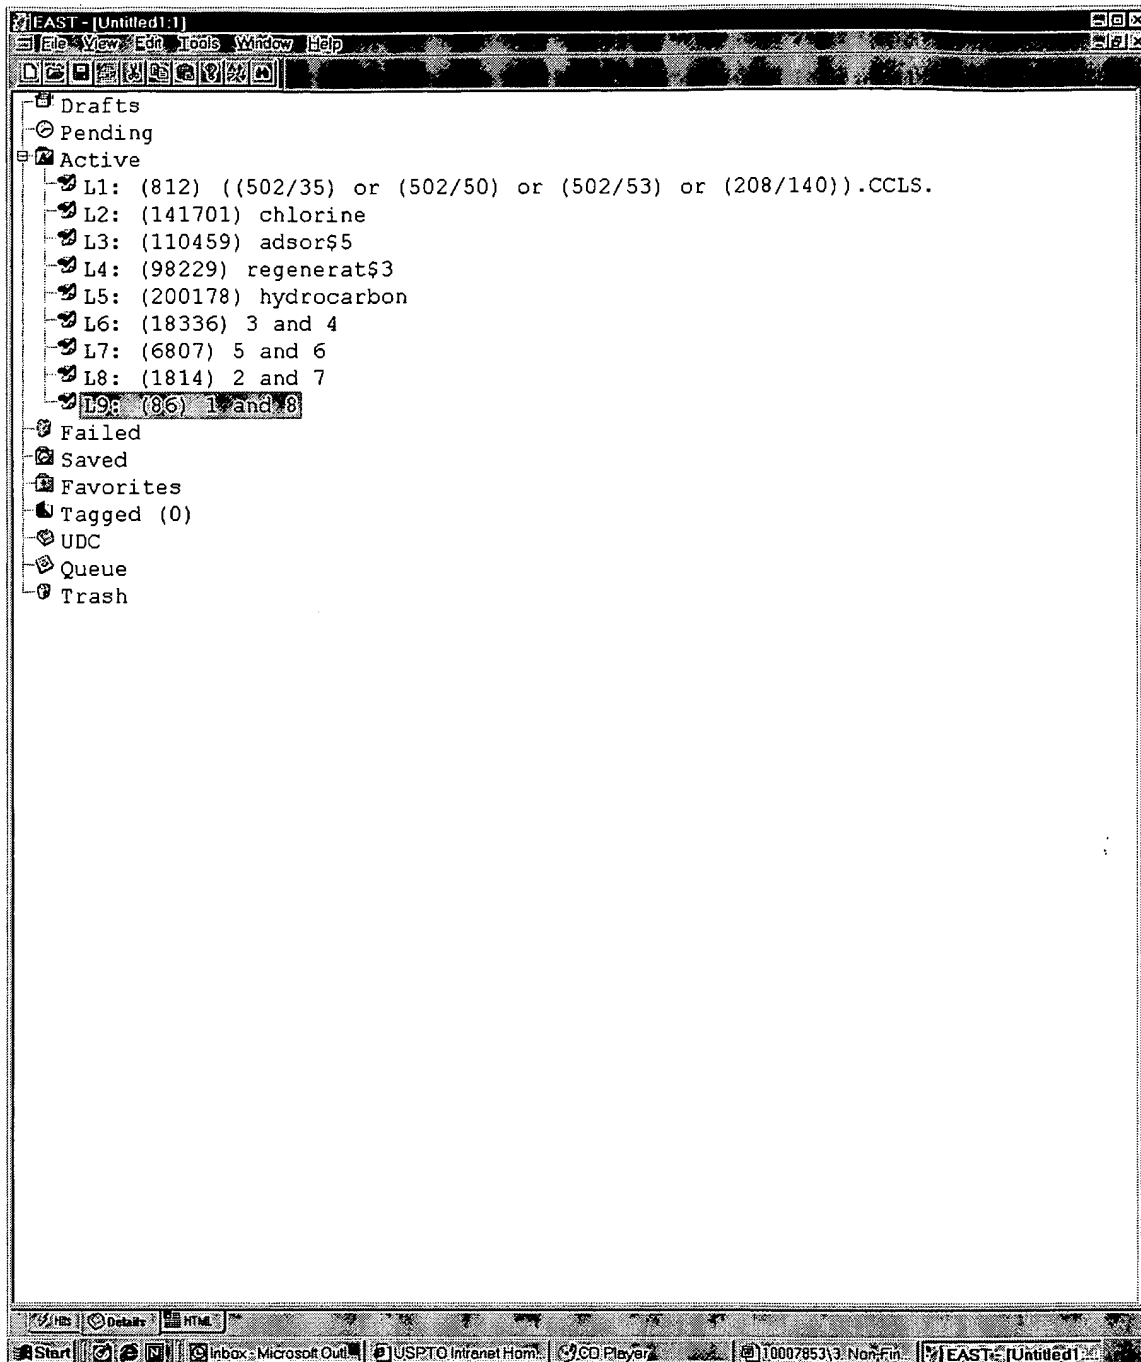 EAST - [Untitled1:1]
File View Edit Tools Window Help
Drafts
Pending
Active
L1: (812) ((502/35) or (502/50) or (502/53) or (208/140)).CCLS.
L2: (141701) chlorine
L3: (110459) adsor$5
L4: (98229) regenerat$3
L5: (200178) hydrocarbon
L6: (18336) 3 and 4
L7: (6807) 5 and 6
L8: (1814) 2 and 7
L9: (86) 1 and 8
Failed
Saved
Favorites
Tagged (0)
UDC
Queue
Trash
Hits Details HTML
Start Inbox - Microsoft Outl... USPTO Intranet Hom... CD Player 10007853\3. Non-Fin... EAST - [Untitled1:...